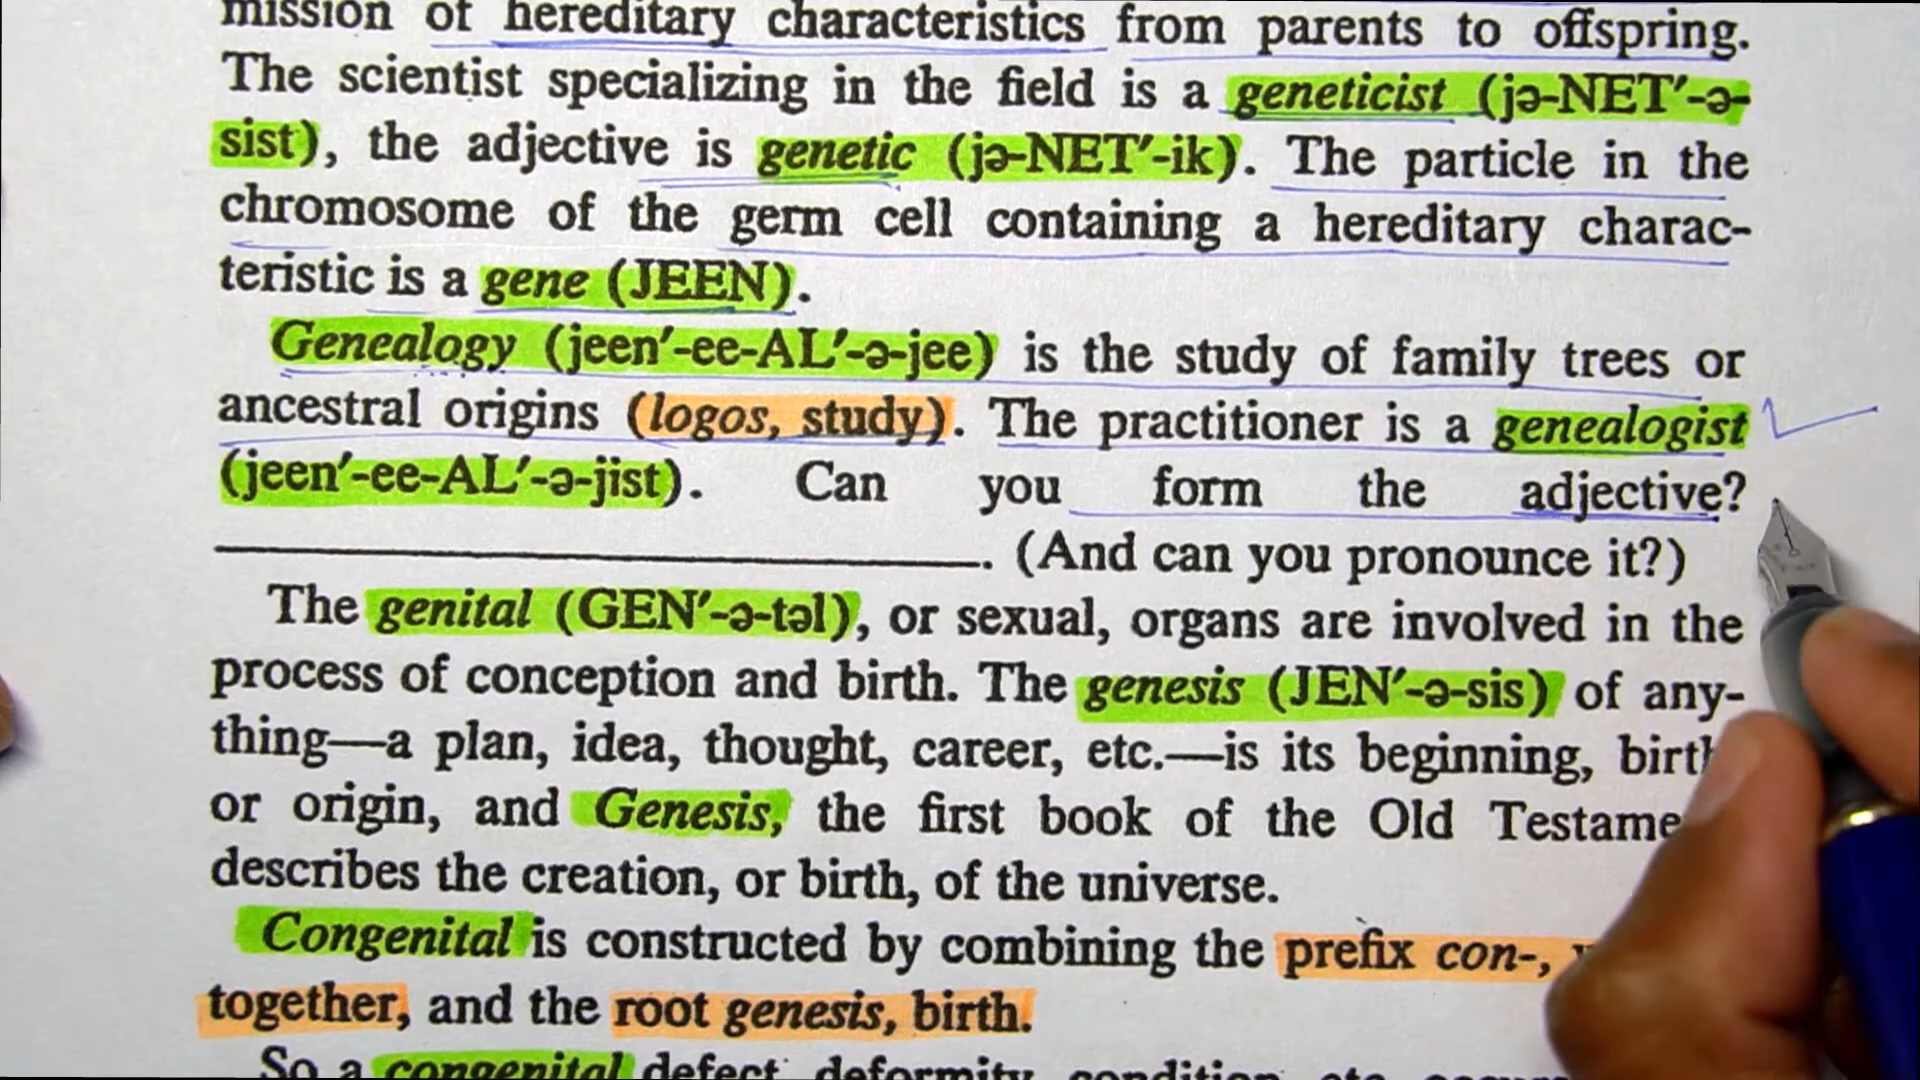 mission of hereditary characteristics from parents to offspring.
The scientist specializing in the field is a geneticist (jə-NET′-ə-
sist), the adjective is genetic (jə-NET′-ik). The particle in the
chromosome of the germ cell containing a hereditary charac-
teristic is a gene (JEEN).
Genealogy (jeen′-ee-AL′-ə-jee) is the study of family trees or
ancestral origins (logos, study). The practitioner is a genealogist
(jeen′-ee-AL′-ə-jist). Can you form the adjective?
. (And can you pronounce it?)
The genital (GEN′-ə-təl), or sexual, organs are involved in the
process of conception and birth. The genesis (JEN′-ə-sis) of any-
thing—a plan, idea, thought, career, etc.—is its beginning, birth
or origin, and Genesis, the first book of the Old
describes the creation, or birth, of the universe.
Congenital is constructed by combining the prefix con-,
together, and the root genesis, birth.
So a congenital defect deformity condition etc